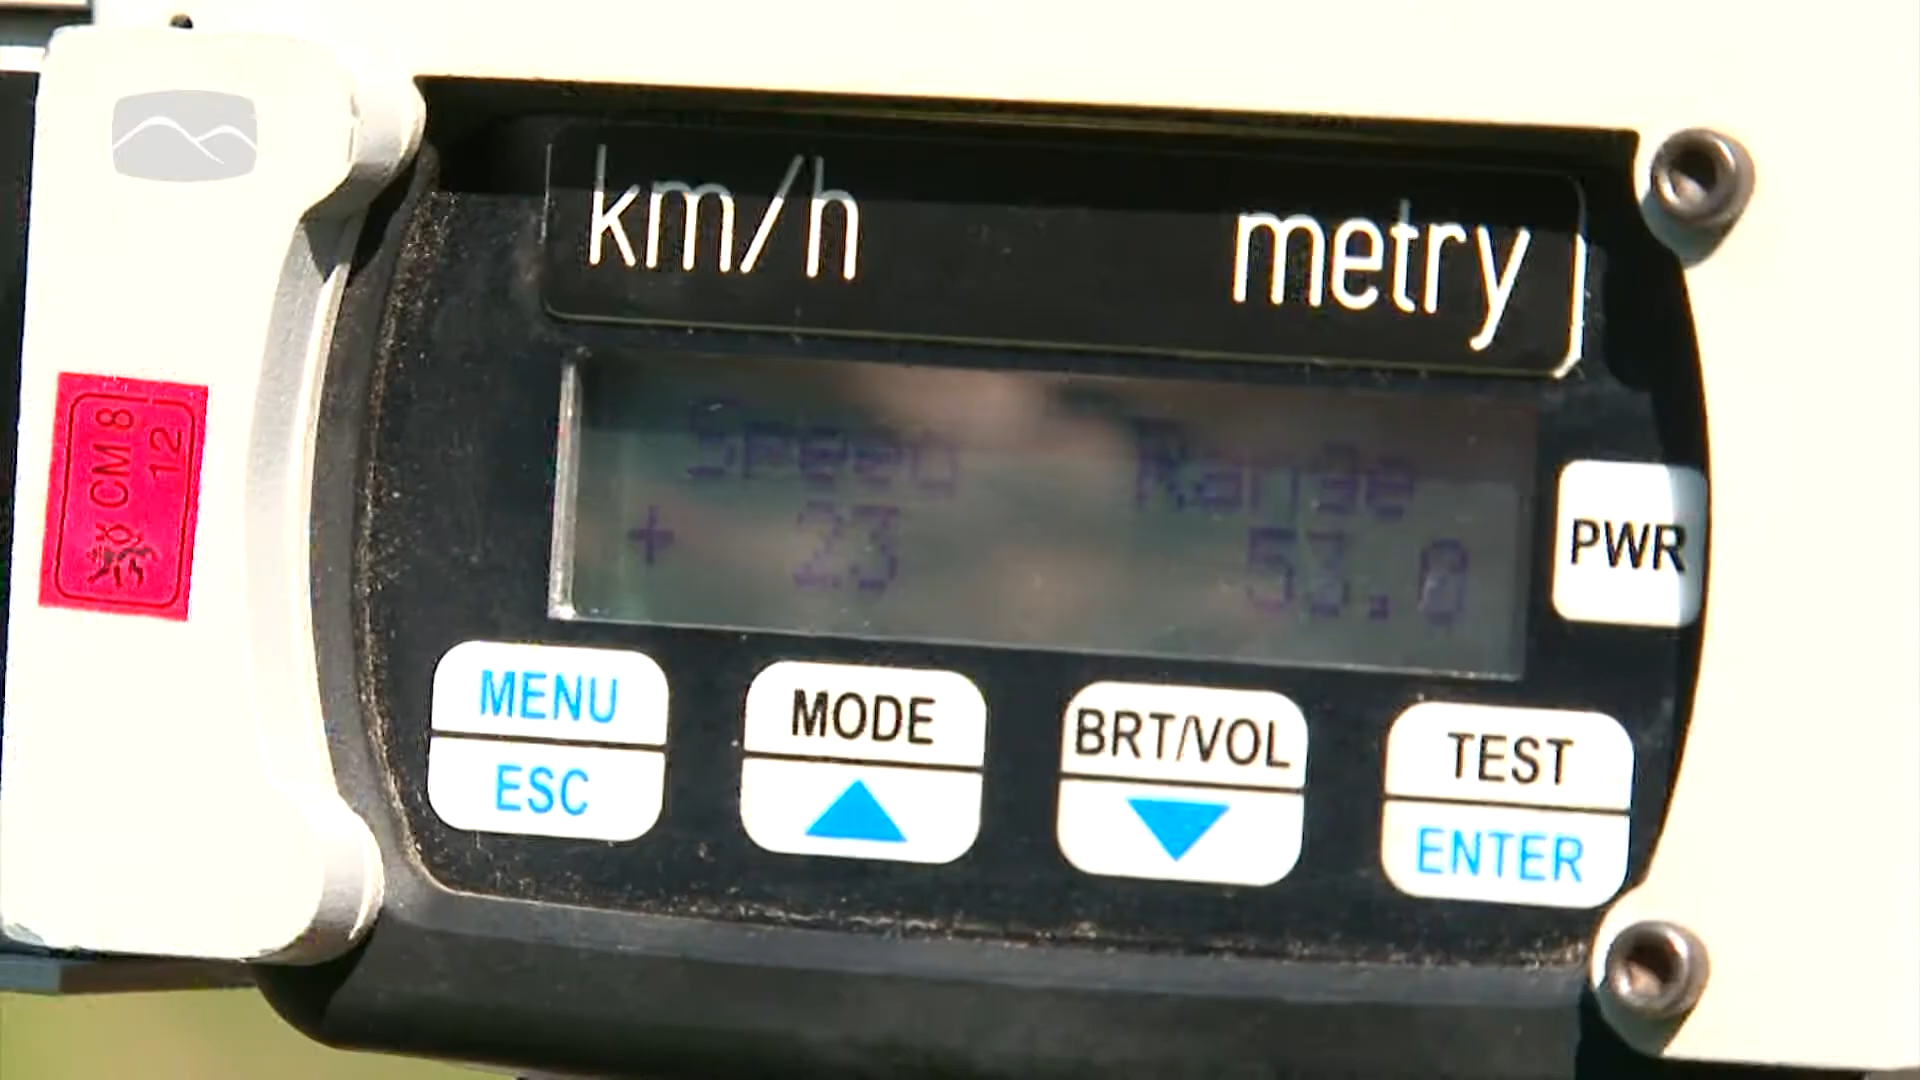 km/h metry
Speed Range
+ 23 53.0
PWR
MENU MODE BRT/VOL TEST
ESC ENTER
CM 8
12